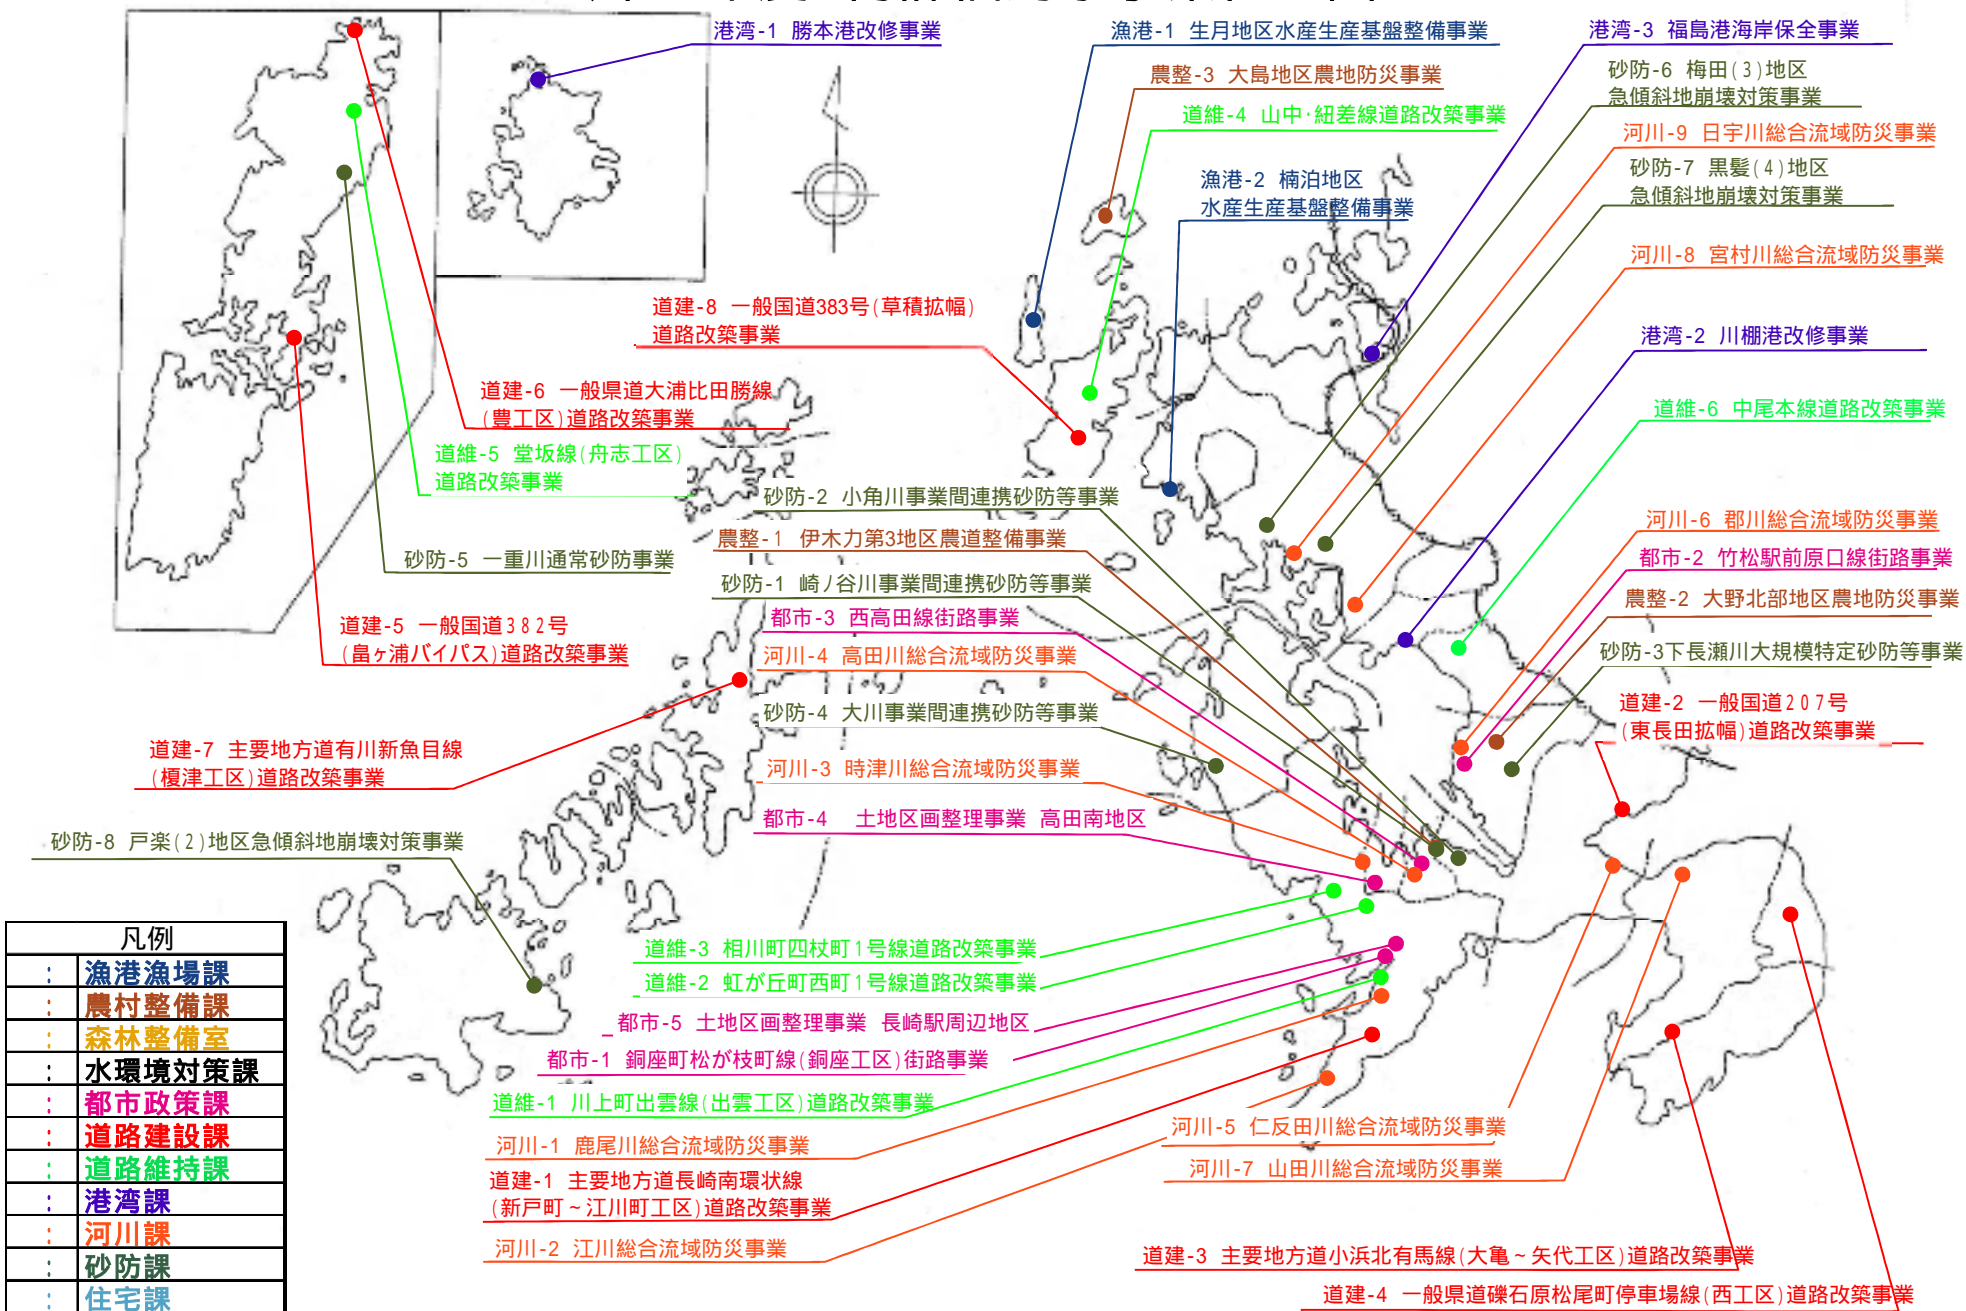 港湾-1 勝本港改修事業
漁港-1 生月地区水産生産基盤整備事業
港湾-3 福島港海岸保全事業
農整-3 大島地区農地防災事業
砂防-6 梅田(3)地区
急傾斜地崩壊対策事業
道維-4 山中・紐差線道路改築事業
河川-9 日宇川総合流域防災事業
砂防-7 黒髪(4)地区
急傾斜地崩壊対策事業
漁港-2 楠泊地区
水産生産基盤整備事業
河川-8 宮村川総合流域防災事業
道建-8 一般国道383号(草積拡幅)
道路改築事業
港湾-2 川棚港改修事業
道建-6 一般県道大浦比田勝線
(豊工区)道路改築事業
道維-6 中尾本線道路改築事業
道維-5 堂坂線(舟志工区)
道路改築事業
砂防-2 小角川事業間連携砂防等事業
河川-6 郡川総合流域防災事業
農整-1 伊木力第3地区農道整備事業
砂防-5 一重川通常砂防事業
都市-2 竹松駅前原口線街路事業
砂防-1 崎ノ谷川事業間連携砂防等事業
農整-2 大野北部地区農地防災事業
都市-3 西高田線街路事業
道建-5 一般国道382号
(畠ヶ浦バイパス)道路改築事業
河川-4 高田川総合流域防災事業
砂防-3下長瀬川大規模特定砂防等事業
砂防-4 大川事業間連携砂防等事業
道建-2 一般国道207号
(東長田拡幅)道路改築事業
道建-7 主要地方道有川新魚目線
(榎津工区)道路改築事業
河川-3 時津川総合流域防災事業
都市-4 土地区画整理事業 高田南地区
砂防-8 戸楽(2)地区急傾斜地崩壊対策事業
道維-3 相川町四杖町1号線道路改築事業
道維-2 虹が丘町西町1号線道路改築事業
都市-5 土地区画整理事業 長崎駅周辺地区
都市-1 銅座町松が枝町線(銅座工区)街路事業
道維-1 川上町出雲線(出雲工区)道路改築事業
河川-1 鹿尾川総合流域防災事業
河川-5 仁反田川総合流域防災事業
河川-7 山田川総合流域防災事業
道建-1 主要地方道長崎南環状線
(新戸町~江川町工区)道路改築事業
河川-2 江川総合流域防災事業
道建-3 主要地方道小浜北有馬線(大亀~矢代工区)道路改築事業
道建-4 一般県道礫石原松尾町停車場線(西工区)道路改築事業
凡例
: 漁港漁場課
: 農村整備課
: 森林整備室
: 水環境対策課
: 都市政策課
: 道路建設課
: 道路維持課
: 港湾課
: 河川課
: 砂防課
: 住宅課